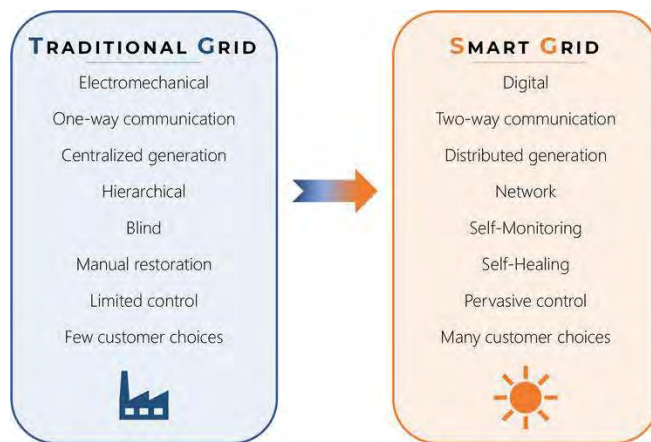 TRADITIONAL GRID
Electromechanical
One-way communication
Centralized generation
Hierarchical
Blind
Manual restoration
Limited control
Few customer choices
SMART GRID
Digital
Two-way communication
Distributed generation
Network
Self-Monitoring
Self-Healing
Pervasive control
Many customer choices